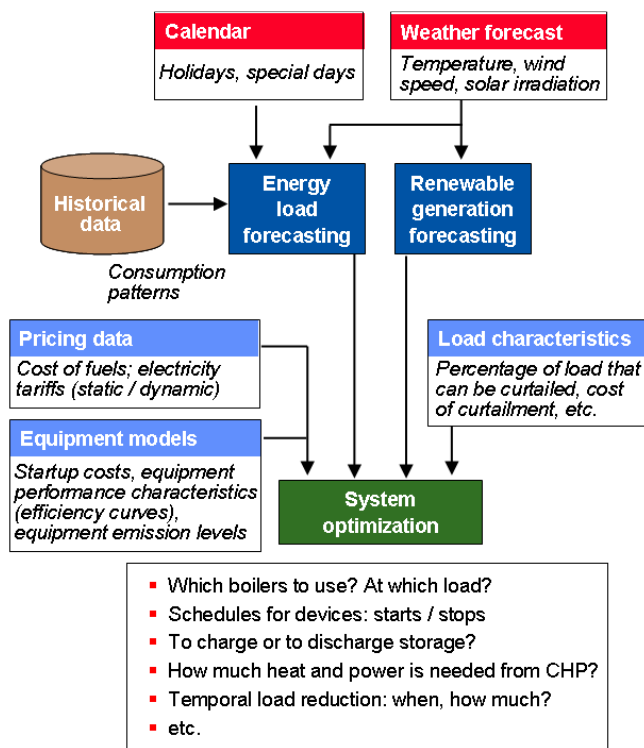 Calendar
Holidays, special days
Weather forecast
Temperature, wind
speed, solar irradiation
Historical
data
Consumption
patterns
Energy
load
forecasting
Renewable
generation
forecasting
Pricing data
Cost of fuels; electricity
tariffs (static / dynamic)
Load characteristics
Percentage of load that
can be curtailed, cost
of curtailment, etc.
Equipment models
Startup costs, equipment
performance characteristics
(efficiency curves),
equipment emission levels
System
optimization
Which boilers to use? At which load?
Schedules for devices: starts / stops
To charge or to discharge storage?
How much heat and power is needed from CHP?
Temporal load reduction: when, how much?
etc.